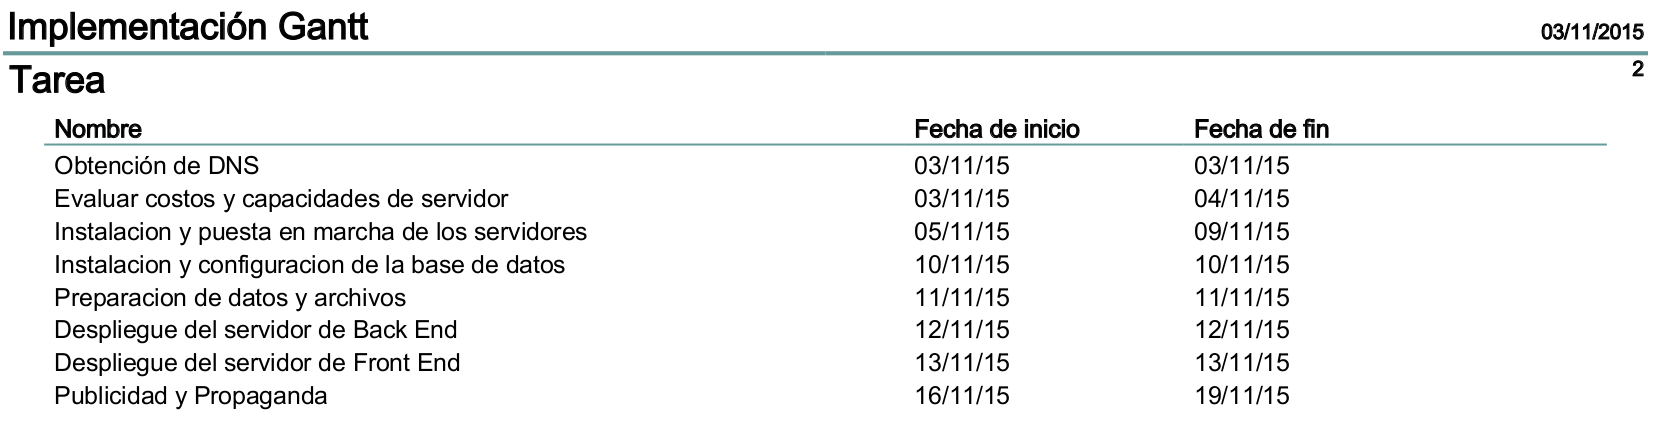 Implementación Gantt 03/11/2015
Tarea 2
Nombre Fecha de inicio Fecha de fin
Obtención de DNS 03/11/15 03/11/15
Evaluar costos y capacidades de servidor 03/11/15 04/11/15
Instalacion y puesta en marcha de los servidores 05/11/15 09/11/15
Instalacion y configuracion de la base de datos 10/11/15 10/11/15
Preparacion de datos y archivos 11/11/15 11/11/15
Despliegue del servidor de Back End 12/11/15 12/11/15
Despliegue del servidor de Front End 13/11/15 13/11/15
Publicidad y Propaganda 16/11/15 19/11/15